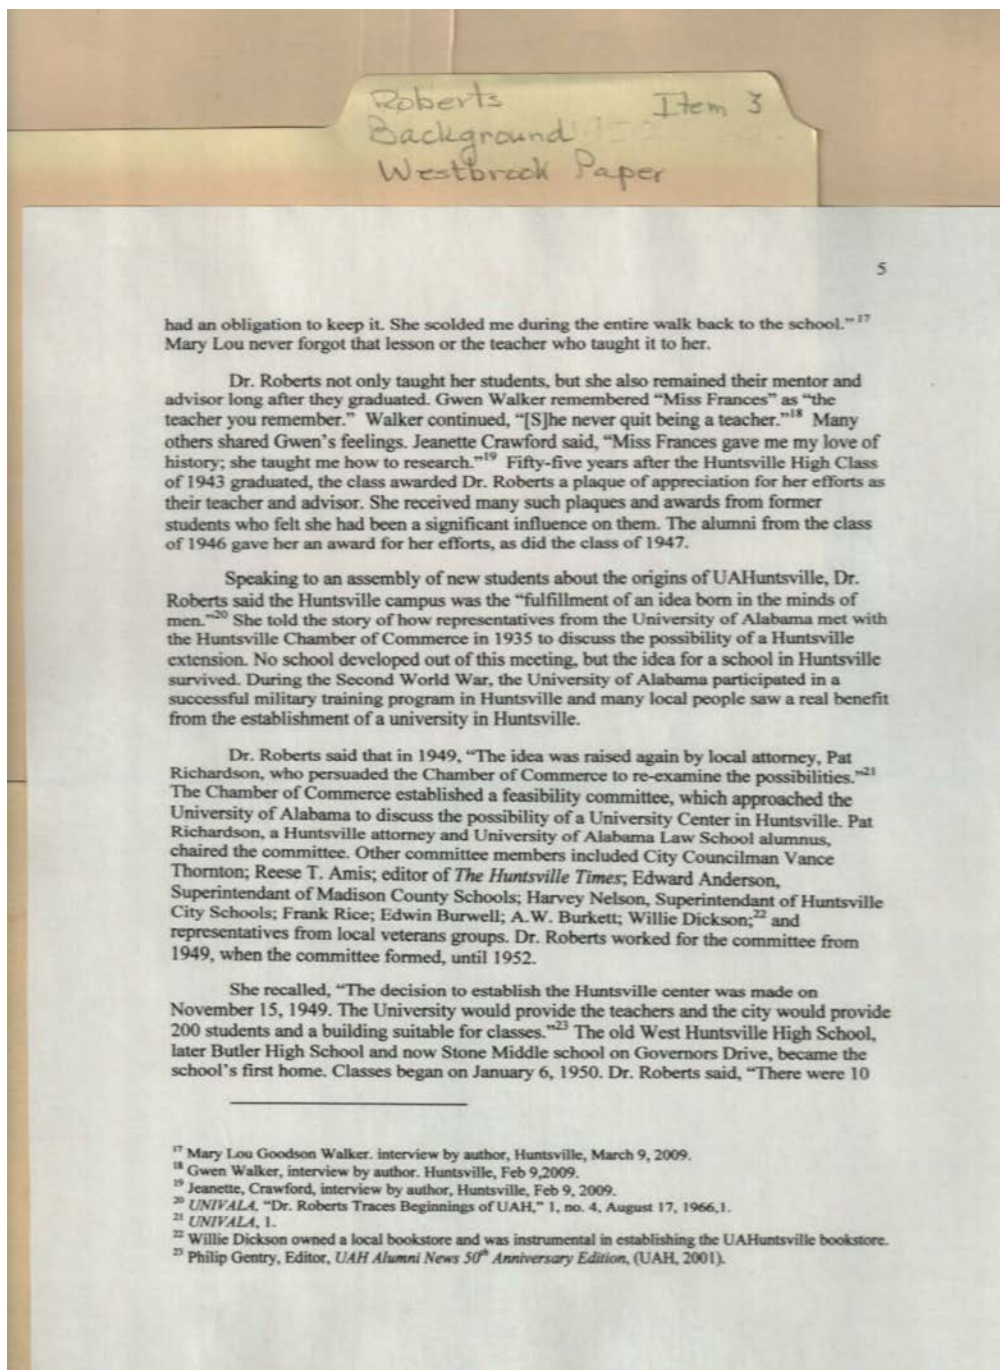 Roberts Item 3
Background
Westbrook Paper
5
had an obligation to keep it. She scolded me during the entire walk back to the school.” 17
Mary Lou never forgot that lesson or the teacher who taught it to her.
Dr. Roberts not only taught her students, but she also remained their mentor and
advisor long after they graduated. Gwen Walker remembered “Miss Frances” as “the
teacher you remember.” Walker continued, “[S]he never quit being a teacher.”18 Many
others shared Gwen’s feelings. Jeanette Crawford said, “Miss Frances gave me my love of
history; she taught me how to research.”19 Fifty-five years after the Huntsville High Class
of 1943 graduated, the class awarded Dr. Roberts a plaque of appreciation for her efforts as
their teacher and advisor. She received many such plaques and awards from former
students who felt she had been a significant influence on them. The alumni from the class
of 1946 gave her an award for her efforts, as did the class of 1947.
Speaking to an assembly of new students about the origins of UAHuntsville, Dr.
Roberts said the Huntsville campus was the “fulfillment of an idea born in the minds of
men.”20 She told the story of how representatives from the University of Alabama met with
the Huntsville Chamber of Commerce in 1935 to discuss the possibility of a Huntsville
extension. No school developed out of this meeting, but the idea for a school in Huntsville
survived. During the Second World War, the University of Alabama participated in a
successful military training program in Huntsville and many local people saw a real benefit
from the establishment of a university in Huntsville.
Dr. Roberts said that in 1949, “The idea was raised again by local attorney, Pat
Richardson, who persuaded the Chamber of Commerce to re-examine the possibilities.”21
The Chamber of Commerce established a feasibility committee, which approached the
University of Alabama to discuss the possibility of a University Center in Huntsville. Pat
Richardson, a Huntsville attorney and University of Alabama Law School alumnus,
chaired the committee. Other committee members included City Councilman Vance
Thornton; Reese T. Amis; editor of The Huntsville Times; Edward Anderson,
Superintendant of Madison County Schools; Harvey Nelson, Superintendant of Huntsville
City Schools; Frank Rice; Edwin Burwell; A.W. Burkett; Willie Dickson;22 and
representatives from local veterans groups. Dr. Roberts worked for the committee from
1949, when the committee formed, until 1952.
She recalled, “The decision to establish the Huntsville center was made on
November 15, 1949. The University would provide the teachers and the city would provide
200 students and a building suitable for classes.”23 The old West Huntsville High School,
later Butler High School and now Stone Middle school on Governors Drive, became the
school’s first home. Classes began on January 6, 1950. Dr. Roberts said, “There were 10
17 Mary Lou Goodson Walker. interview by author, Huntsville, March 9, 2009.
18 Gwen Walker, interview by author. Huntsville, Feb 9,2009.
19 Jeanette, Crawford, interview by author, Huntsville, Feb 9, 2009.
20 UNIVALA, “Dr. Roberts Traces Beginnings of UAH,” 1, no. 4, August 17, 1966,1.
21 UNIVALA, 1.
22 Willie Dickson owned a local bookstore and was instrumental in establishing the UAHuntsville bookstore.
23 Philip Gentry, Editor, UAH Alumni News 50th Anniversary Edition, (UAH, 2001).